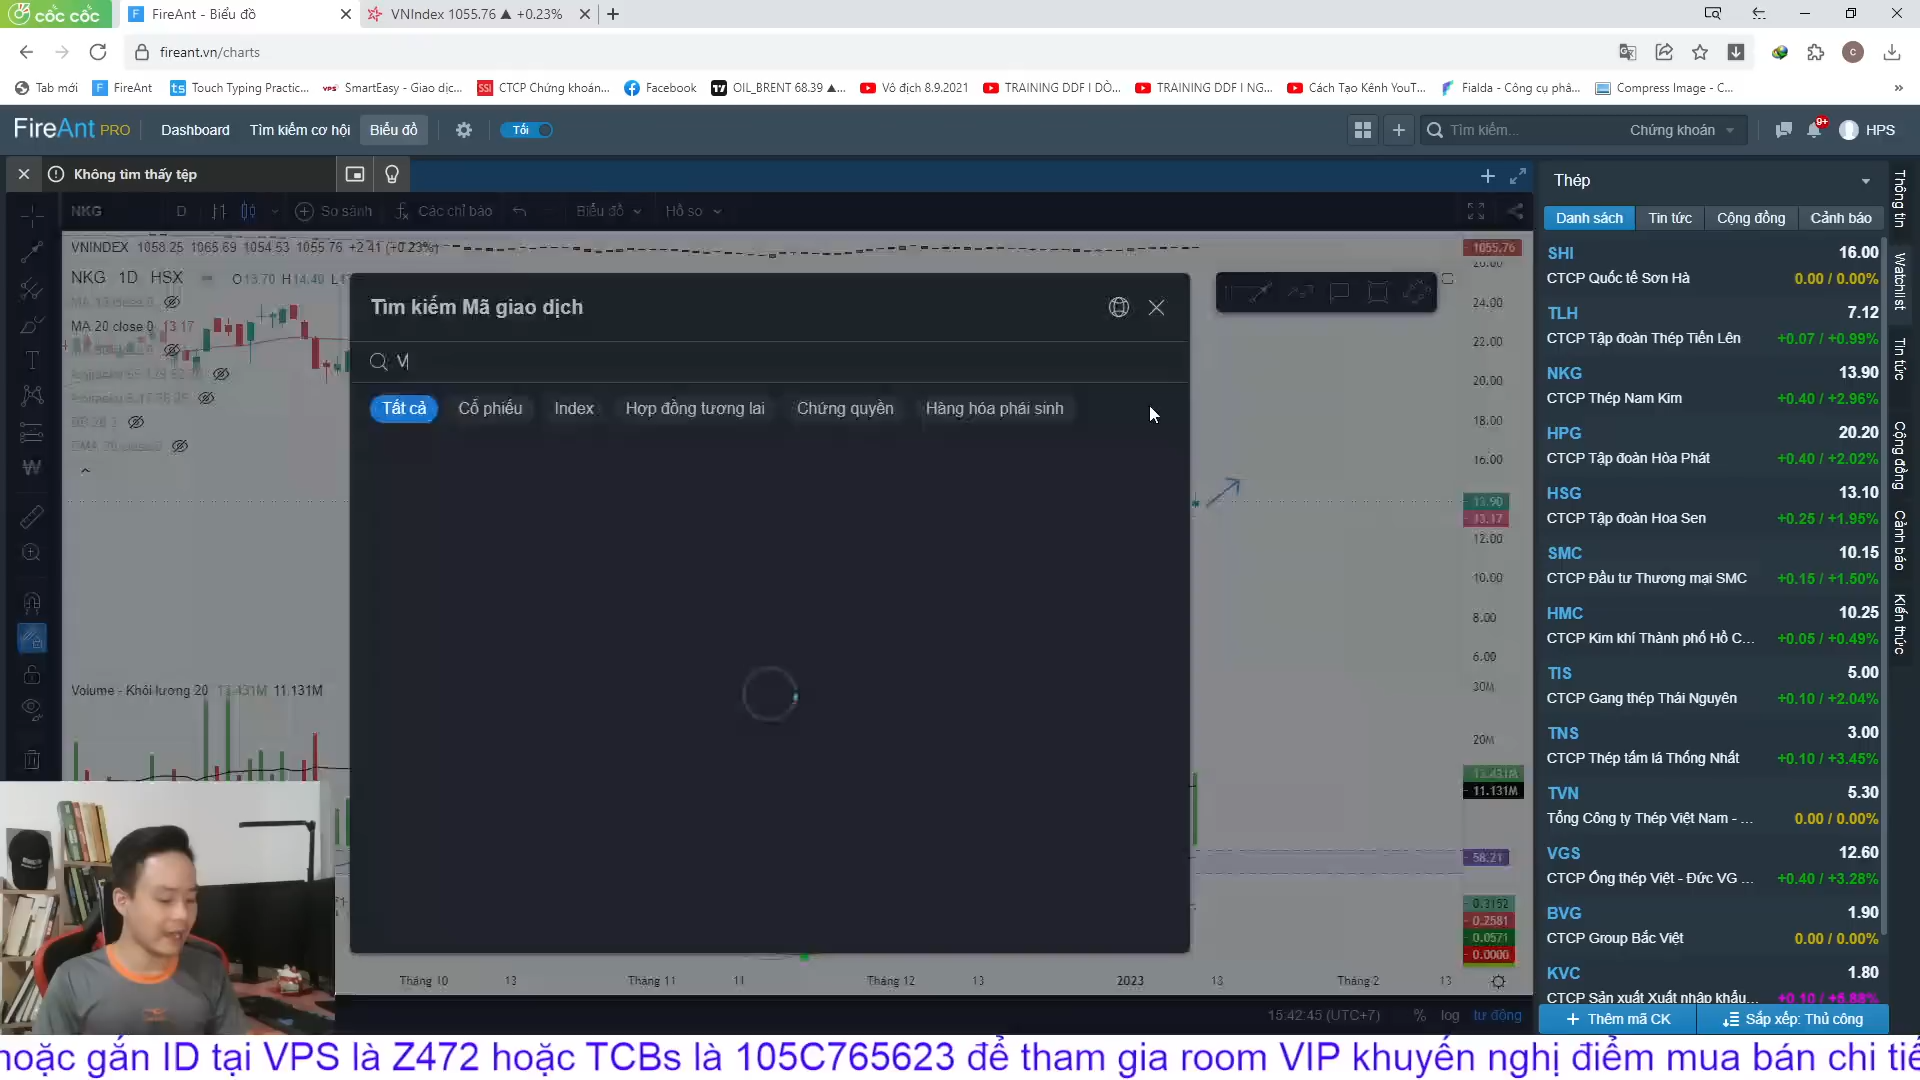 cốc cốc
FireAnt - Biểu đồ
VNIndex 1055.76 ▲ +0.23%
fireant.vn/charts
Tab mới
FireAnt
Touch Typing Practic...
SmartEasy - Giao dịc...
CTCP Chứng khoán...
Facebook
OIL_BRENT 68.39 ▲...
Vô địch 8.9.2021
TRAINING DDF I DÒ...
TRAINING DDF I NG...
Cách Tạo Kênh YouT...
Fialda - Công cụ phâ...
Compress Image - C...
FireAnt PRO
Dashboard
Tìm kiếm cơ hội
Biểu đồ
Tối
Tìm kiếm...
Chứng khoán
9+
HPS
Không tìm thấy tệp
NKG
D
So sánh
Các chỉ báo
Biểu đồ
Hồ sơ
VNINDEX 1058.25 1065.69 1054.53 1055.76 +2.41 (+0.23%)
NKG 1D HSX
O13.70 H14.40
MA 20 close 0 13.17
Volume - Khối lượng 20
11.131M
Tìm kiếm Mã giao dịch
V
Tất cả
Cổ phiếu
Index
Hợp đồng tương lai
Chứng quyền
Hàng hóa phái sinh
1055.76
24.00
22.00
20.00
18.00
16.00
13.90
13.17
12.00
10.00
8.00
6.00
30M
20M
11.131M
58.21
0.3152
0.2581
0.0571
0.0000
Tháng 10
13
Tháng 11
11
Tháng 12
13
2023
13
Tháng 2
13
15:42:45 (UTC+7)
%
log
tự động
Thép
Danh sách
Tin tức
Cộng đồng
Cảnh báo
SHI 16.00
CTCP Quốc tế Sơn Hà 0.00 / 0.00%
TLH 7.12
CTCP Tập đoàn Thép Tiến Lên +0.07 / +0.99%
NKG 13.90
CTCP Thép Nam Kim +0.40 / +2.96%
HPG 20.20
CTCP Tập đoàn Hòa Phát +0.40 / +2.02%
HSG 13.10
CTCP Tập đoàn Hoa Sen +0.25 / +1.95%
SMC 10.15
CTCP Đầu tư Thương mại SMC +0.15 / +1.50%
HMC 10.25
CTCP Kim khí Thành phố Hồ C... +0.05 / +0.49%
TIS 5.00
CTCP Gang thép Thái Nguyên +0.10 / +2.04%
TNS 3.00
CTCP Thép tấm lá Thống Nhất +0.10 / +3.45%
TVN 5.30
Tổng Công ty Thép Việt Nam - ... 0.00 / 0.00%
VGS 12.60
CTCP Ống thép Việt - Đức VG ... +0.40 / +3.28%
BVG 1.90
CTCP Group Bắc Việt 0.00 / 0.00%
KVC 1.80
CTCP Sản xuất Xuất nhập khẩu... +0.10 / +5.88%
+ Thêm mã CK
Sắp xếp: Thủ công
Thông tin
Watchlist
Tin tức
Cộng đồng
Cảnh báo
Kiến thức
hoặc gắn ID tại VPS là Z472 hoặc TCBs là 105C765623 để tham gia room VIP khuyến nghị điểm mua bán chi tiế